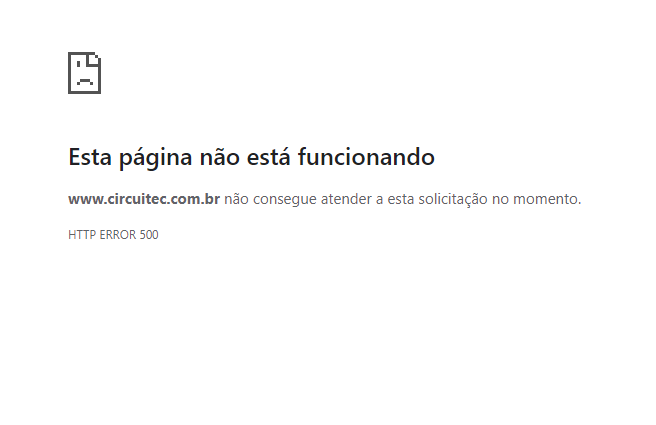 Esta página não está funcionando
www.circuitec.com.br não consegue atender a esta solicitação no momento.
HTTP ERROR 500